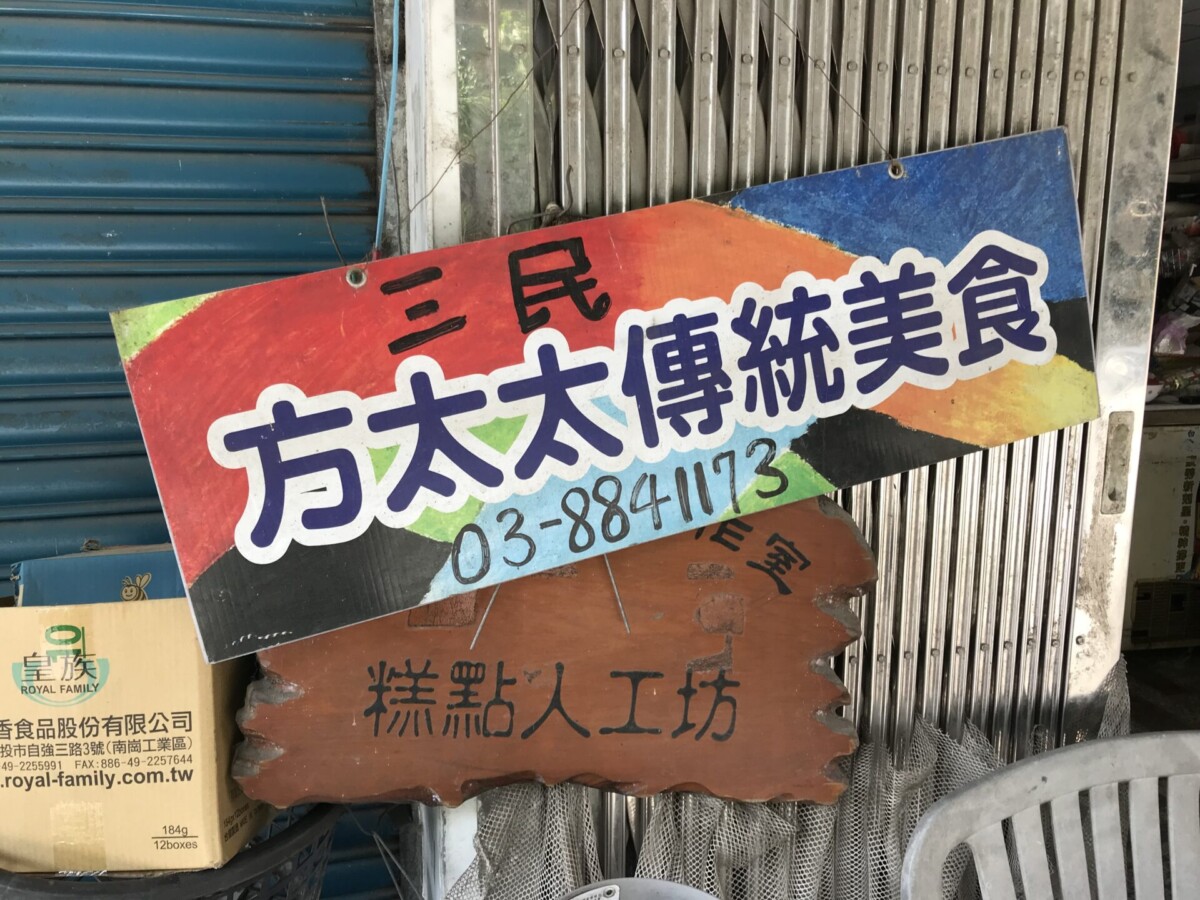 三民
方太太傳統美食
03-8841173
作室
糕點人工坊
皇族
ROYAL FAMILY
香食品股份有限公司
投市自強三路3號(南崗工業區)
49-2255991 FAX:886-49-2257644
.royal-family.com.tw
184g
12boxes